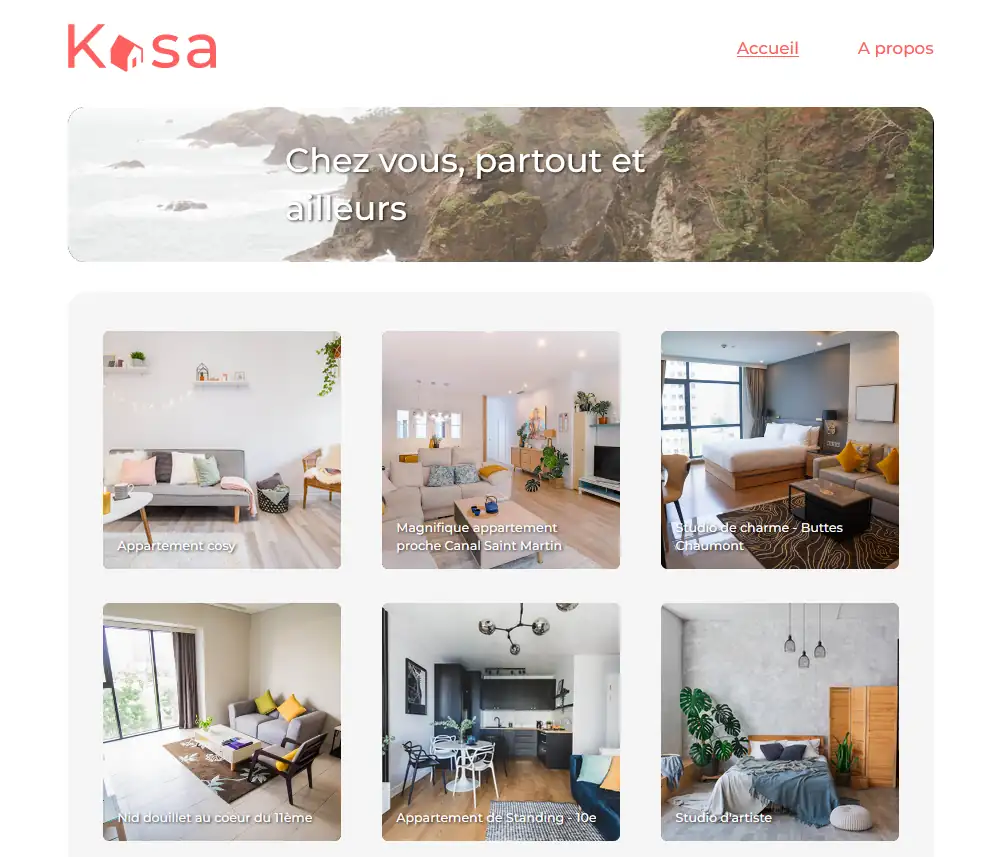 Kasa
Accueil
A propos
Chez vous, partout et
ailleurs
Appartement cosy
Magnifique appartement
proche Canal Saint Martin
Studio de charme - Buttes
Chaumont
Nid douillet au coeur du 11ème
Appartement de Standing - 10e
Studio d'artiste